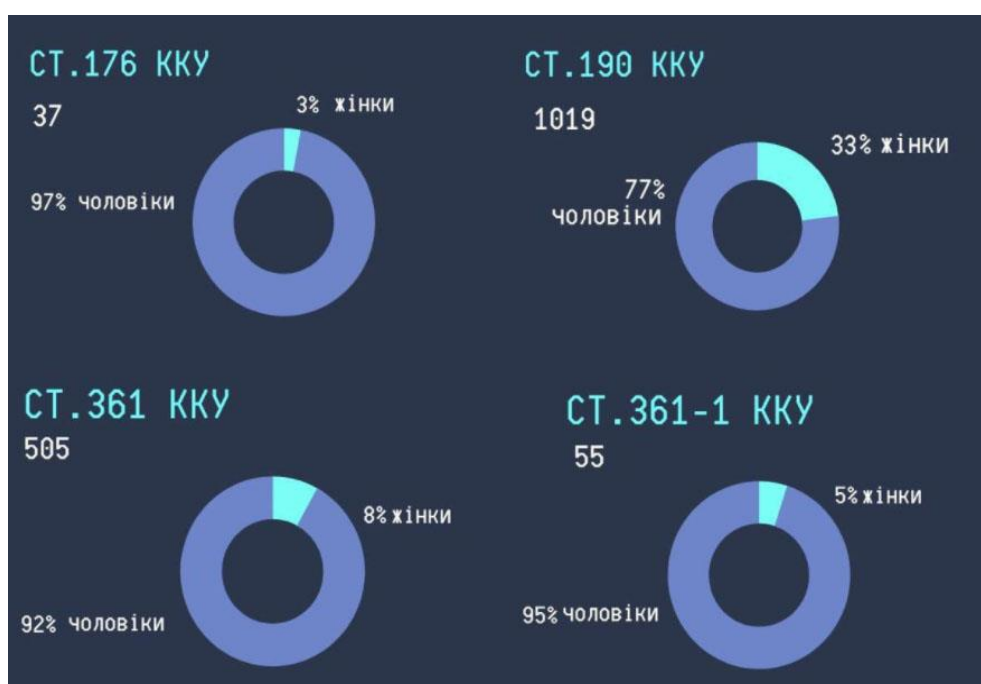 СТ.176 ККУ
37
3% жінки
97% чоловіки
СТ.190 ККУ
1019
33% жінки
77%
чоловіки
СТ.361 ККУ
505
8% жінки
92% чоловіки
СТ.361-1 ККУ
55
5% жінки
95% чоловіки